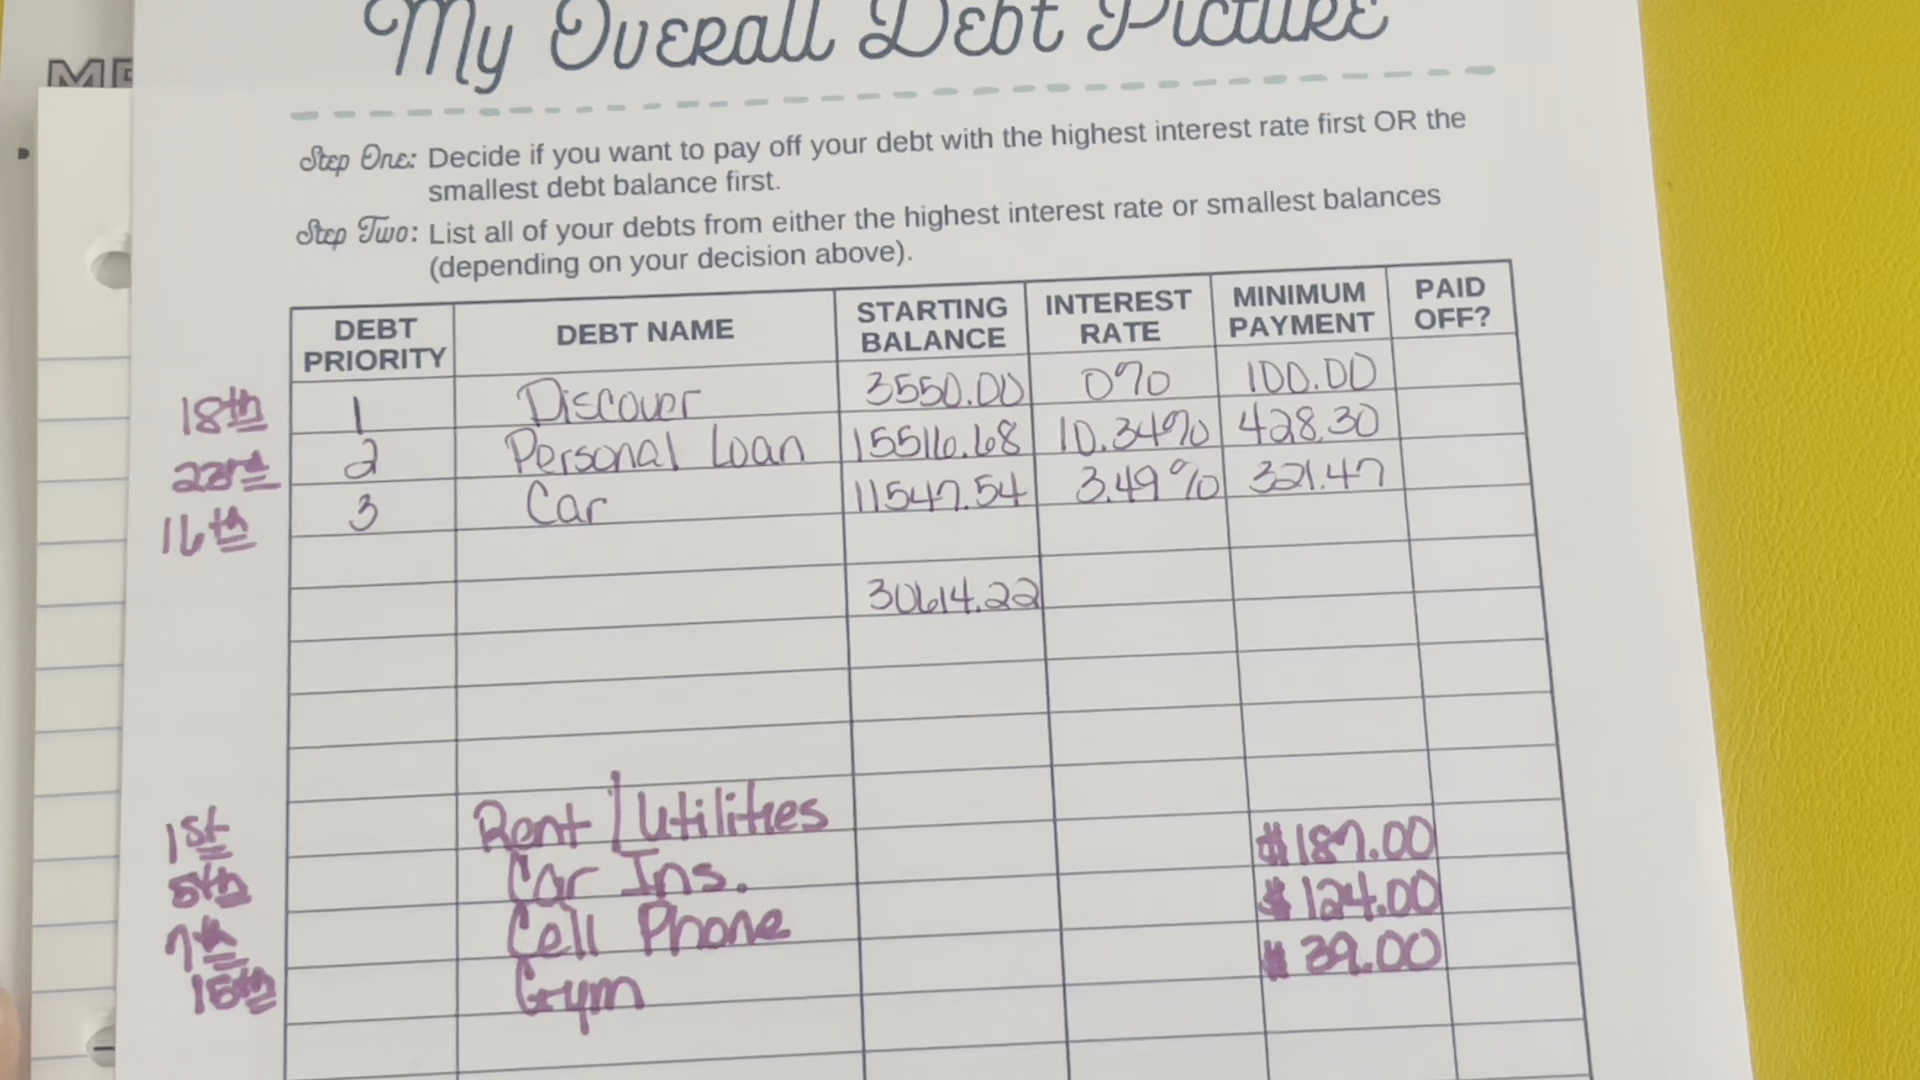 ME
My Overall Debt Picture
Step One: Decide if you want to pay off your debt with the highest interest rate first OR the
smallest debt balance first.
Step Two: List all of your debts from either the highest interest rate or smallest balances
(depending on your decision above).
DEBT PRIORITY DEBT NAME STARTING BALANCE INTEREST RATE MINIMUM PAYMENT PAID OFF?
18th 1 Discover 3550.00 0% 100.00
23rd 2 Personal Loan 15516.68 10.34% 428.30
16th 3 Car 11547.54 3.49% 321.47
30614.22
1st Rent/Utilities
5th Car Ins. $187.00
7th Cell Phone $124.00
15th Gym $39.00